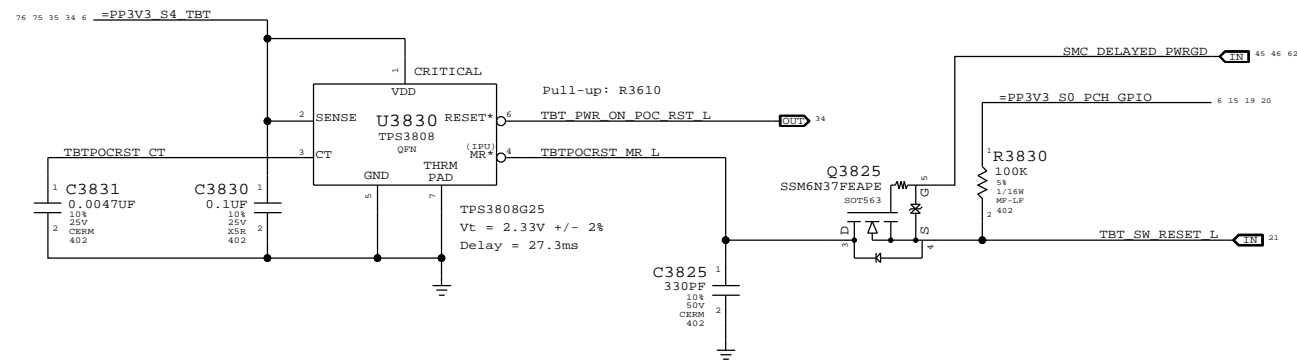 76 75 35 34 6 =PP3V3_S4_TBT
SMC_DELAYED_PWRGD IN 45 46 62
1 CRITICAL
VDD
Pull-up: R3610
=PP3V3_S0_PCH_GPIO 6 15 19 20
2 SENSE U3830 RESET* 6 TBT_PWR_ON_POC_RST_L OUT 34
TPS3808
QFN
(IPU)
TBTPOCRST_CT 3 CT MR* 4 TBTPOCRST_MR_L
THRM
GND PAD
5 7
1 C3831
0.0047UF
10%
25V
CERM
402
2
C3830 1
0.1UF
10%
25V
X5R
402
2
TPS3808G25
Vt = 2.33V +/- 2%
Delay = 27.3ms
Q3825
SSM6N37FEAPE
SOT563
G 5
D 3
S 4
1 R3830
100K
5%
1/16W
MF-LF
402
2
TBT_SW_RESET_L IN 21
C3825 1
330PF
10%
50V
CERM
402
2